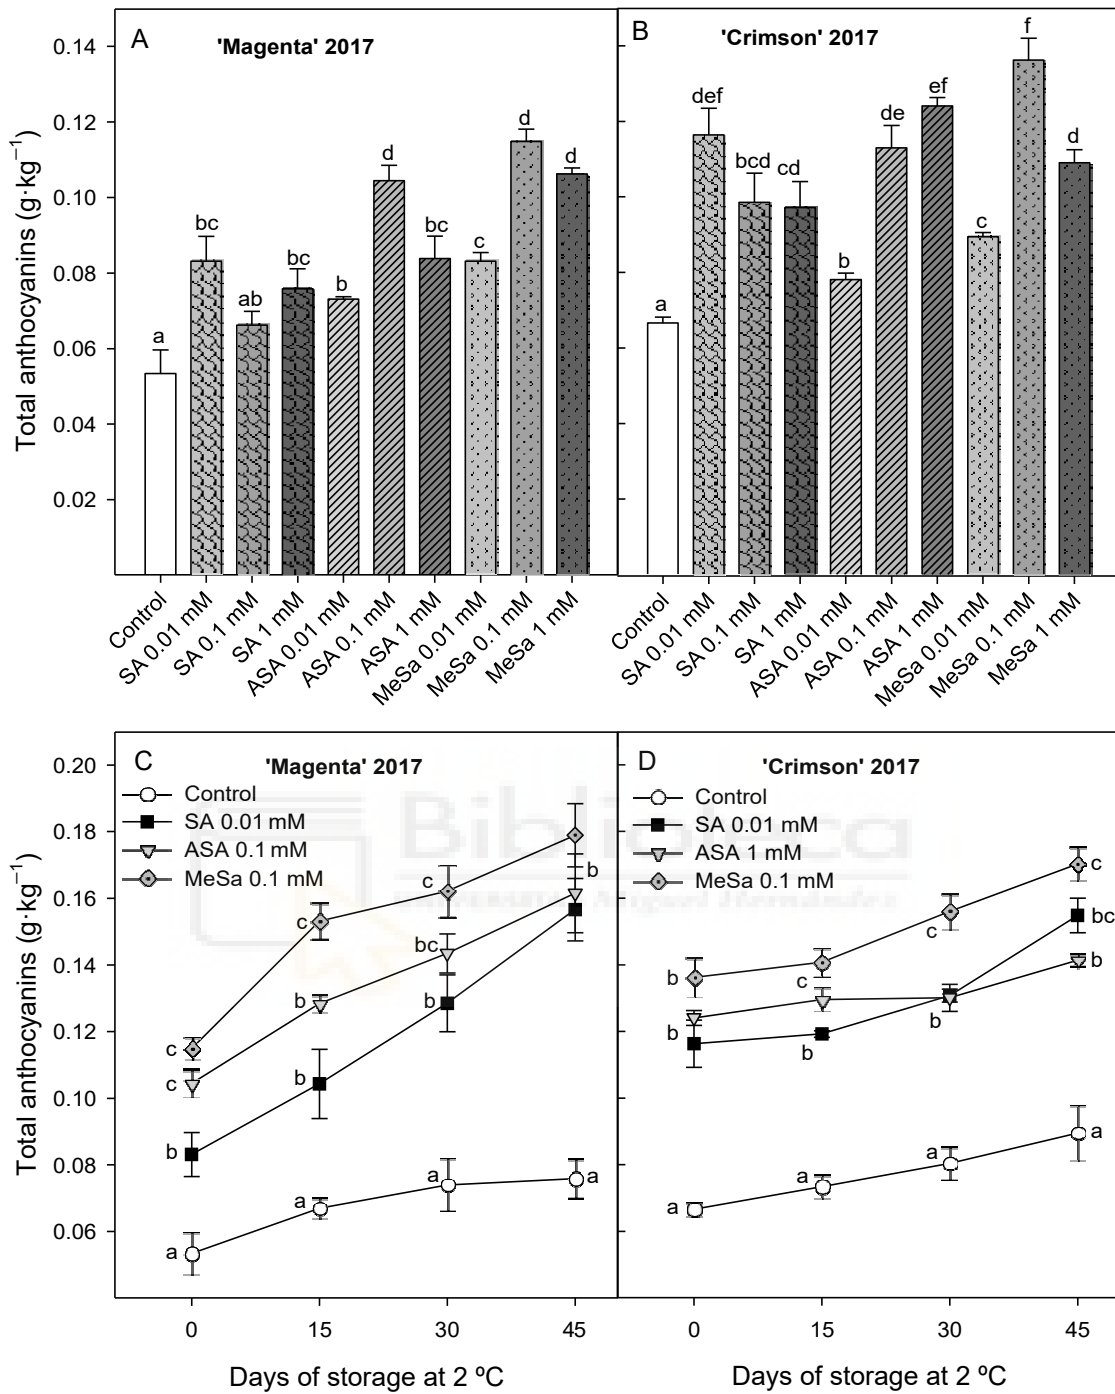 A
'Magenta' 2017
B
'Crimson' 2017
Total anthocyanins (g·kg⁻¹)
0.14
0.12
0.10
0.08
0.06
0.04
0.02
a
bc
ab
bc
b
d
bc
c
d
d
a
def
bcd
cd
b
de
ef
c
f
d
Control
SA 0.01 mM
SA 0.1 mM
SA 1 mM
ASA 0.01 mM
ASA 0.1 mM
ASA 1 mM
MeSa 0.01 mM
MeSa 0.1 mM
MeSa 1 mM
Control
SA 0.01 mM
SA 0.1 mM
SA 1 mM
ASA 0.01 mM
ASA 0.1 mM
ASA 1 mM
MeSa 0.01 mM
MeSa 0.1 mM
MeSa 1 mM
C
'Magenta' 2017
Control
SA 0.01 mM
ASA 0.1 mM
MeSa 0.1 mM
D
'Crimson' 2017
Control
SA 0.01 mM
ASA 1 mM
MeSa 0.1 mM
Biblioteca
Total anthocyanins (g·kg⁻¹)
0.20
0.18
0.16
0.14
0.12
0.10
0.08
0.06
c
c
b
a
c
b
b
a
c
bc
b
a
b
a
b
b
a
c
b
a
c
b
a
c
bc
b
a
0
15
30
45
0
15
30
45
Days of storage at 2 ºC
Days of storage at 2 ºC